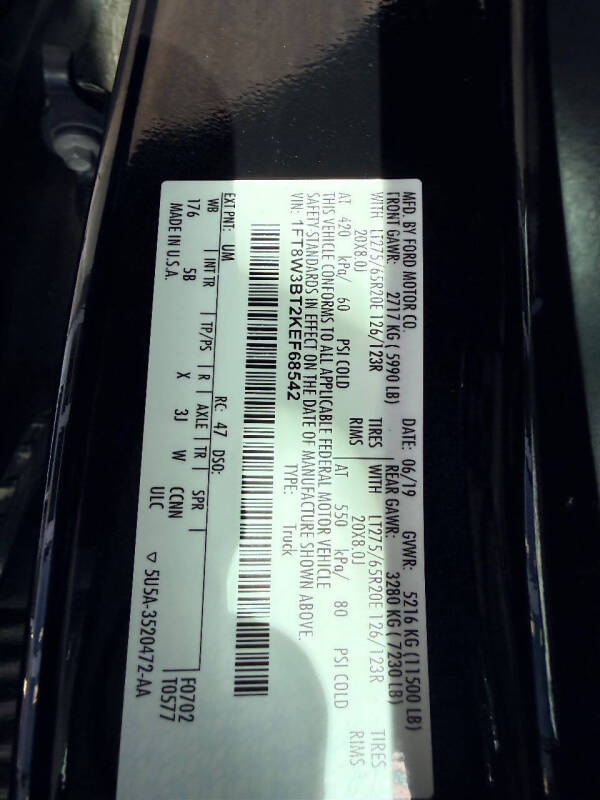 MFD. BY FORD MOTOR CO. DATE: 06/19 GVWR: 5216 KG (11500 LB)
FRONT GAWR: 2717 KG (5990 LB) REAR GAWR: 3280 KG (7230 LB)
WITH LT275/65R20E 126/123R TIRES WITH LT275/65R20E 126/123R TIRES
20X8.0J RIMS 20X8.0J RIMS
AT 420 kPa/ 60 PSI COLD AT 550 kPa/ 80 PSI COLD
THIS VEHICLE CONFORMS TO ALL APPLICABLE FEDERAL MOTOR VEHICLE
SAFETY STANDARDS IN EFFECT ON THE DATE OF MANUFACTURE SHOWN ABOVE.
VIN: 1FT8W3BT2KEF68542 TYPE: Truck
EXT PNT: UM RC: 47 DSO: F0702
WB INT TR TP/PS R AXLE TR SPR T0577
176 5B X 3J W CCNN
MADE IN U.S.A. ULC ▽ 5U5A-3520472-AA